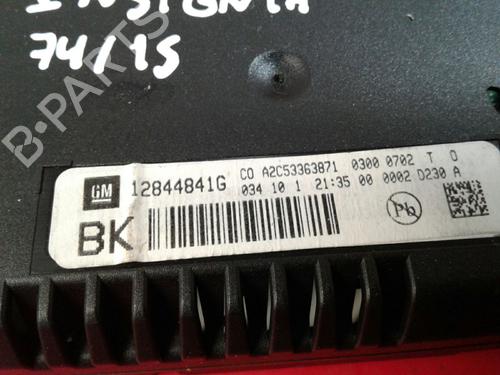 INSIGNIA
74/15
B-PARTS
GM 12844841G CO A2C53363871 0300 0702 T 0
034 10 1 21:35 00 0002 D230 A
BK
Pb